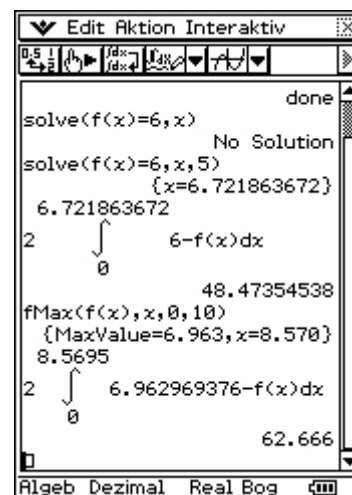 Edit Aktion Interaktiv
done
solve(f(x)=6,x)
No Solution
solve(f(x)=6,x,5)
{x=6.721863672}
6.721863672
2 ∫ 6-f(x)dx
0
48.47354538
fMax(f(x),x,0,10)
{MaxValue=6.963,x=8.570}
8.5695
2 ∫ 6.962969376-f(x)dx
0
62.666
Algeb Dezimal Real Bog